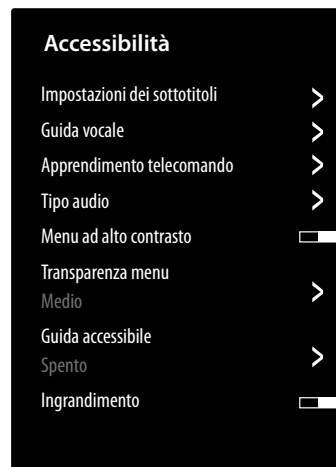 Accessibilità
Impostazioni dei sottotitoli
Guida vocale
Apprendimento telecomando
Tipo audio
Menu ad alto contrasto
Transparenza menu
Medio
Guida accessibile
Spento
Ingrandimento